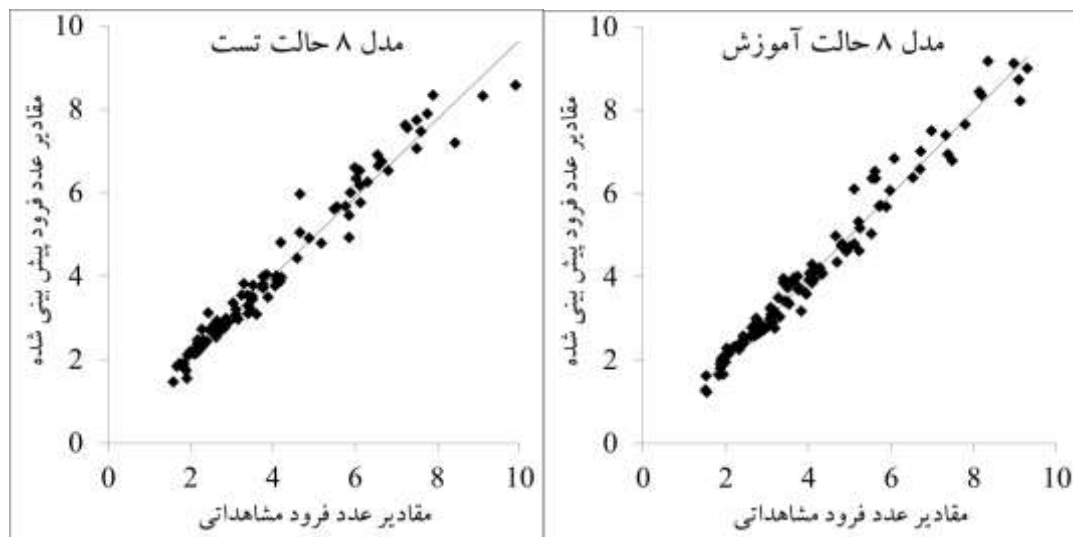 مدل ۸ حالت آموزش
مقادیر عدد فرود پیش بینی شده
10
8
6
4
2
0
0 2 4 6 8 10
مقادیر عدد فرود مشاهداتی
مدل ۸ حالت تست
مقادیر عدد فرود پیش بینی شده
10
8
6
4
2
0
0 2 4 6 8 10
مقادیر عدد فرود مشاهداتی